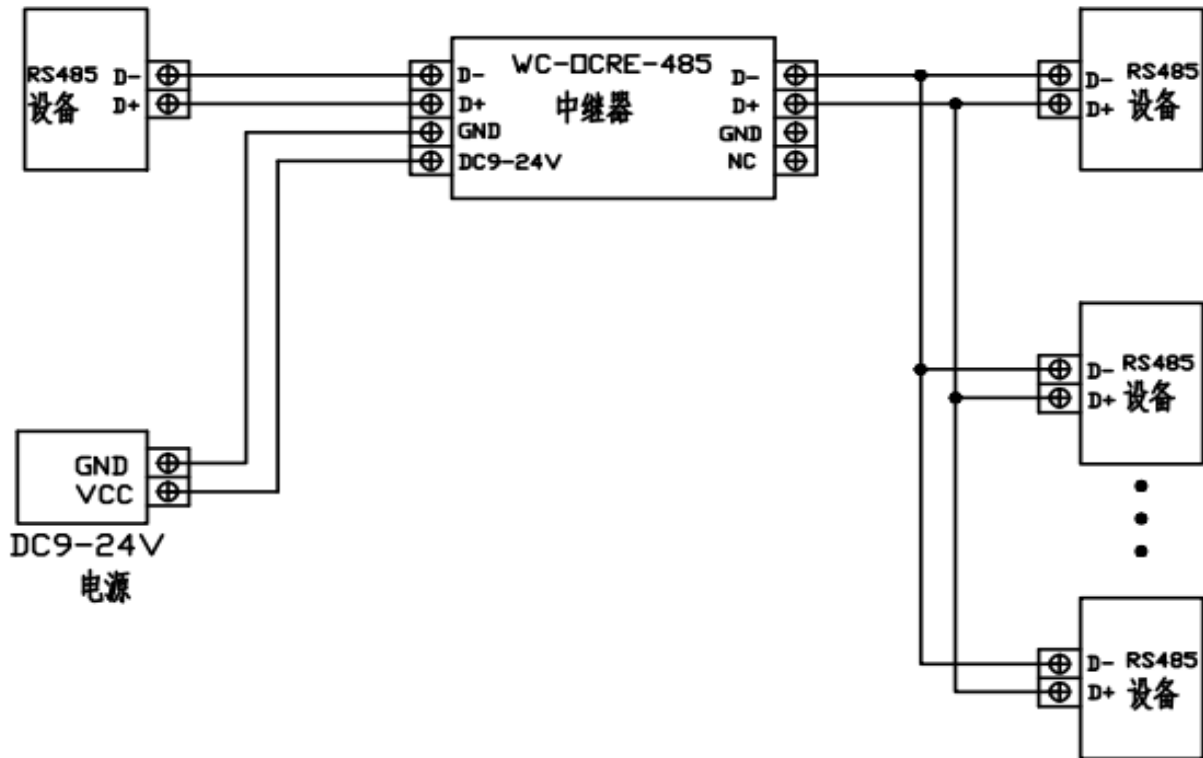 RS485 D-
设备 D+
D-
D+
GND
DC9-24V
WC-OCRE-485
中继器
D-
D+
GND
NC
D- RS485
D+ 设备
D- RS485
D+ 设备
D- RS485
D+ 设备
GND
VCC
DC9-24V
电源